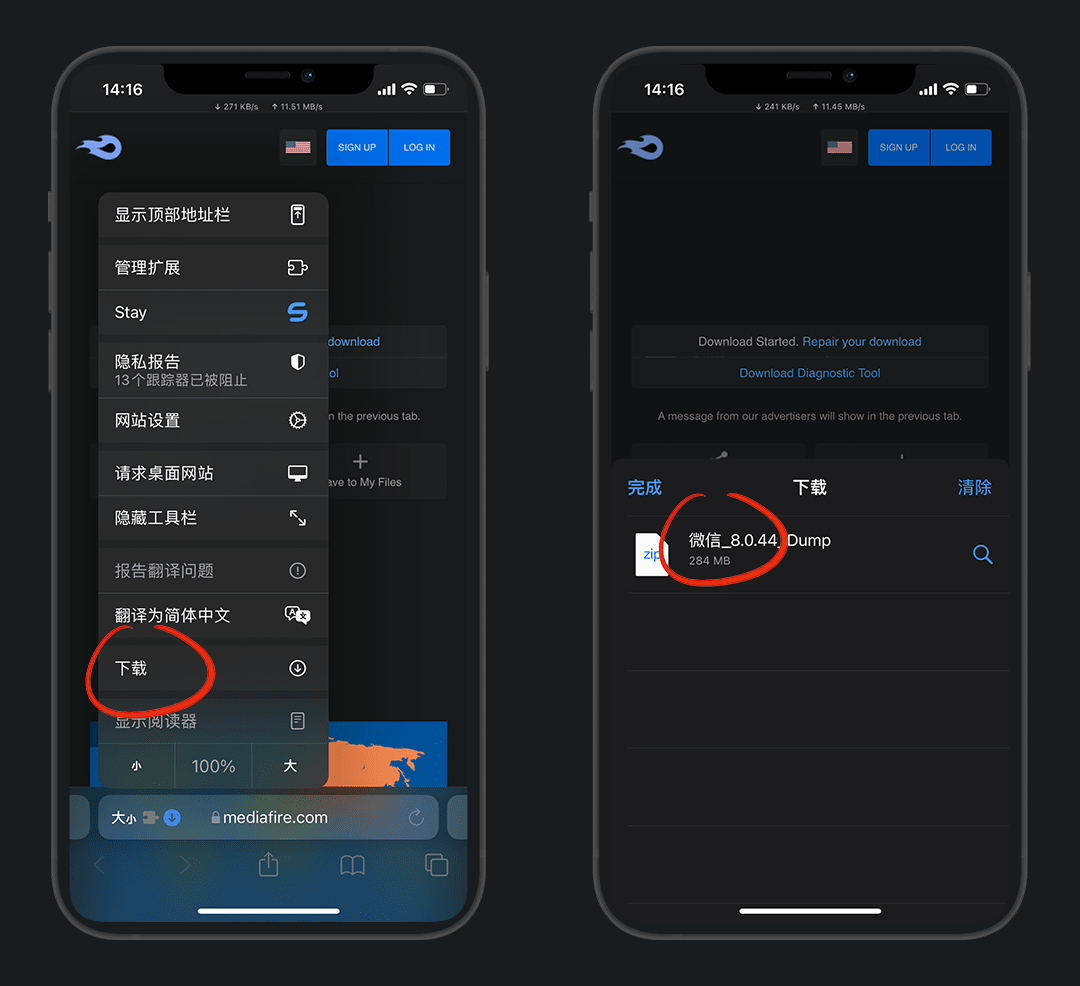 14:16
↓ 271 KB/s ↑ 11.51 MB/s
SIGN UP LOG IN
显示顶部地址栏
管理扩展
Stay
download
隐私报告
13个跟踪器已被阻止
ol
n the previous tab.
网站设置
请求桌面网站
ave to My Files
隐藏工具栏
报告翻译问题
翻译为简体中文
下载
显示阅读器
小 100% 大
大小 mediafire.com
14:16
↓ 241 KB/s ↑ 11.45 MB/s
SIGN UP LOG IN
Download Started. Repair your download
Download Diagnostic Tool
A message from our advertisers will show in the previous tab.
完成 下载 清除
zip
微信_8.0.44_Dump
284 MB